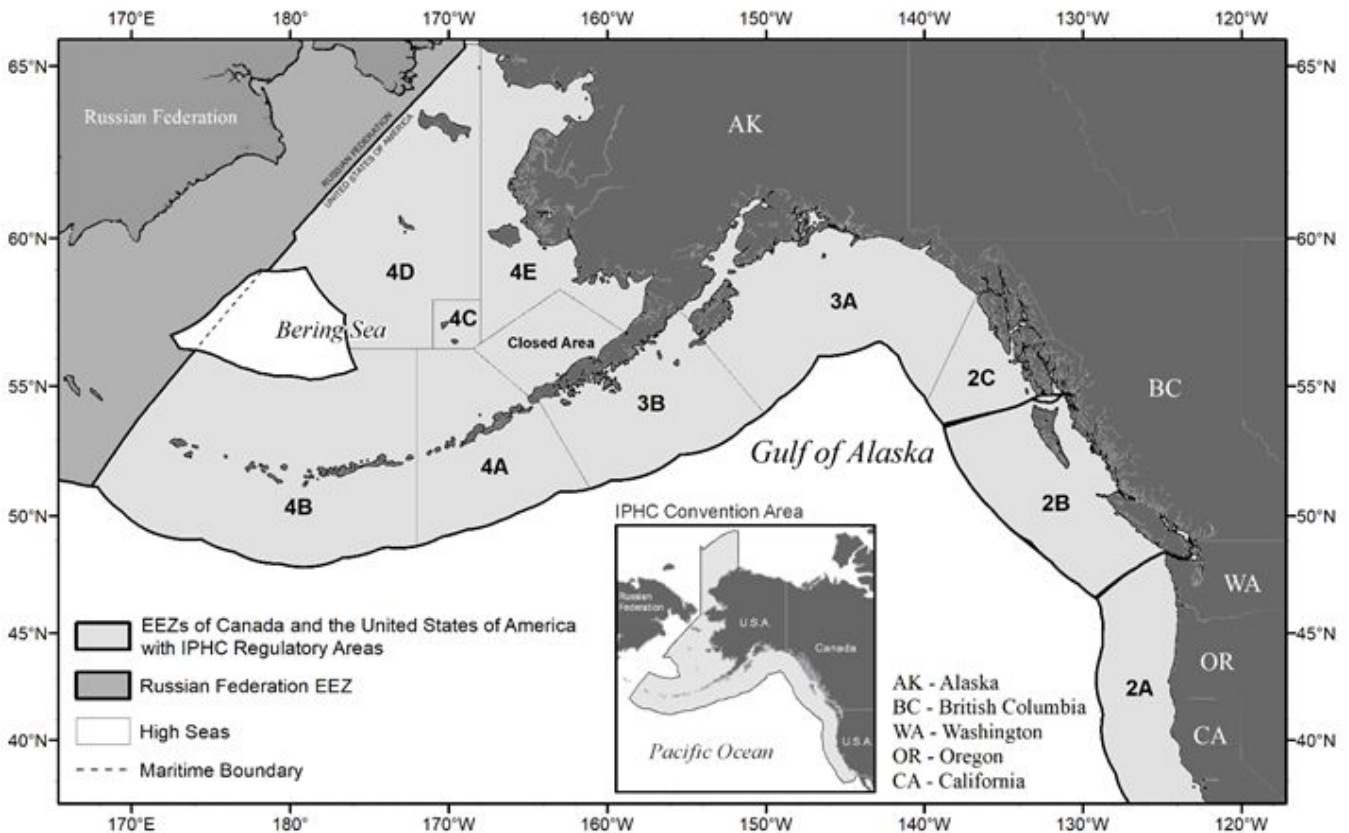 170°E 180° 170°W 160°W 150°W 140°W 130°W 120°W
65°N 65°N
Russian Federation
AK
RUSSIAN FEDERATION
UNITED STATES OF AMERICA
60°N 60°N
4D
4E
3A
4C
Bering Sea
Closed Area
55°N 55°N
3B
2C
BC
Gulf of Alaska
4A
4B
2B
50°N 50°N
IPHC Convention Area
WA
Russian
Federation
U.S.A.
Canada
U.S.A.
Pacific Ocean
45°N 45°N
OR
2A
CA
40°N 40°N
EEZs of Canada and the United States of America
with IPHC Regulatory Areas
Russian Federation EEZ
High Seas
Maritime Boundary
AK - Alaska
BC - British Columbia
WA - Washington
OR - Oregon
CA - California
170°E 180° 170°W 160°W 150°W 140°W 130°W 120°W